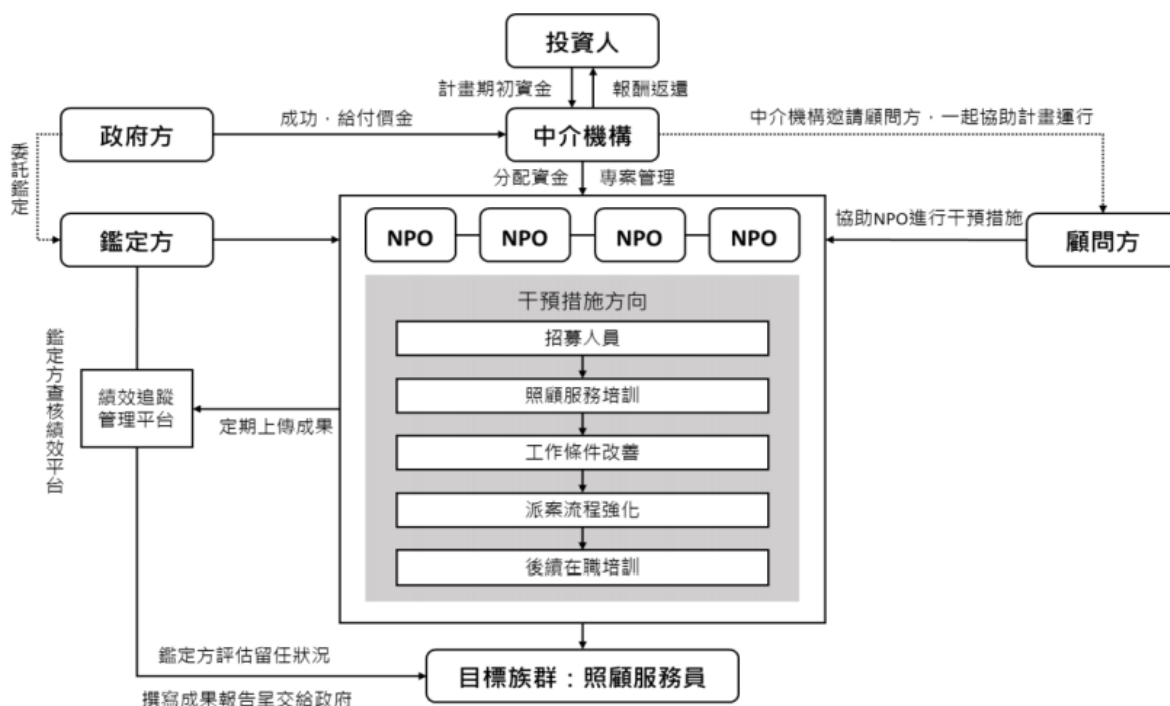 投資人
計畫期初資金
報酬返還
政府方
成功，給付價金
中介機構
中介機構邀請顧問方，一起協助計畫運行
委託鑑定
分配資金
專案管理
鑑定方
NPO
NPO
NPO
NPO
協助NPO進行干預措施
顧問方
干預措施方向
招募人員
照顧服務培訓
工作條件改善
派案流程強化
後續在職培訓
鑑定方查核績效平台
績效追蹤
管理平台
定期上傳成果
鑑定方評估留任狀況
撰寫成果報告呈交給政府
目標族群：照顧服務員